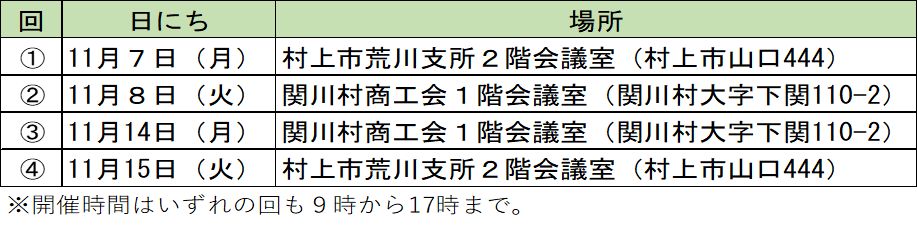 回 日にち 場所
① 11月７日（月） 村上市荒川支所２階会議室（村上市山口444）
② 11月８日（火） 関川村商工会１階会議室（関川村大字下関110-2）
③ 11月14日（月） 関川村商工会１階会議室（関川村大字下関110-2）
④ 11月15日（火） 村上市荒川支所２階会議室（村上市山口444）
※開催時間はいずれの回も９時から17時まで。